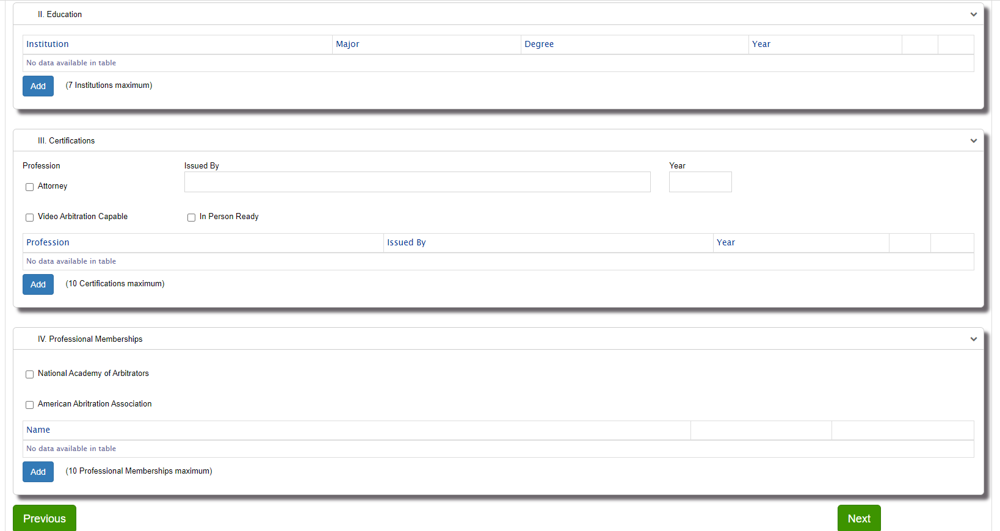 II. Education
Institution Major Degree Year
No data available in table
Add (7 Institutions maximum)
III. Certifications
Profession Issued By Year
Attorney
Video Arbitration Capable In Person Ready
Profession Issued By Year
No data available in table
Add (10 Certifications maximum)
IV. Professional Memberships
National Academy of Arbitrators
American Abritration Association
Name
No data available in table
Add (10 Professional Memberships maximum)
Previous Next